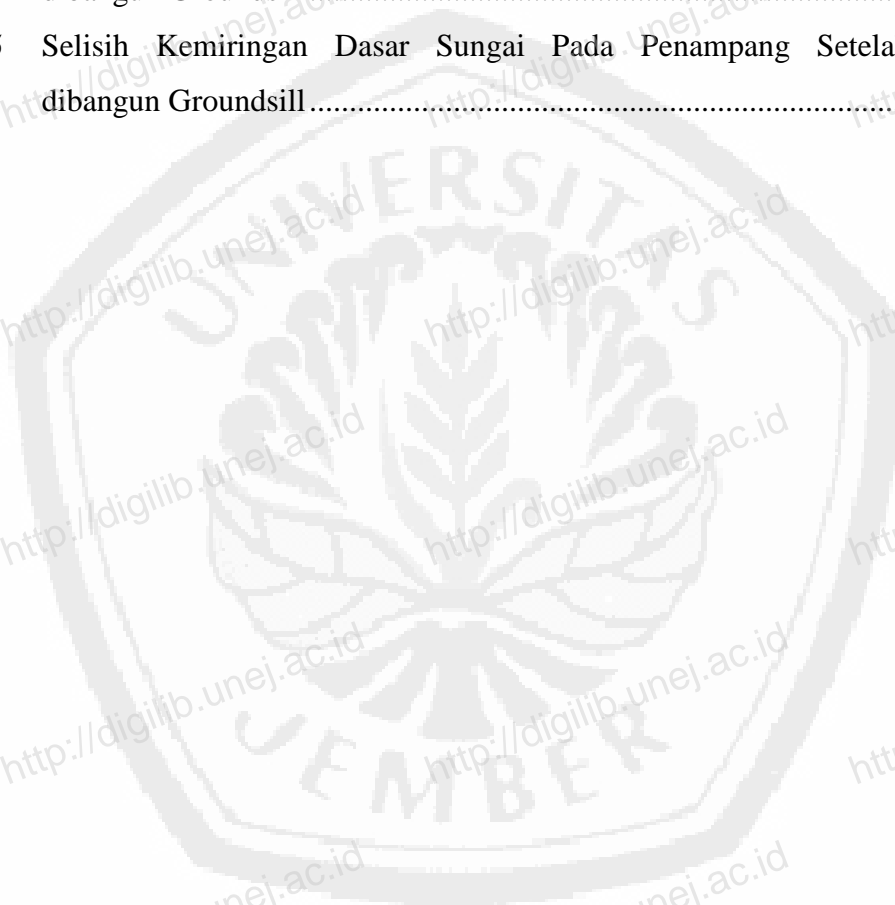 Selisih Kemiringan Dasar Sungai Pada Penampang Setela
dibangun Groundsill
http://digilib.unej.ac.id
http://digilib.unej.ac.id
http://digilib.unej.ac.id
http://digilib.unej.ac.id
http://digilib.unej.ac.id
http://digilib.unej.ac.id
UNIVERSITAS
JEMBER